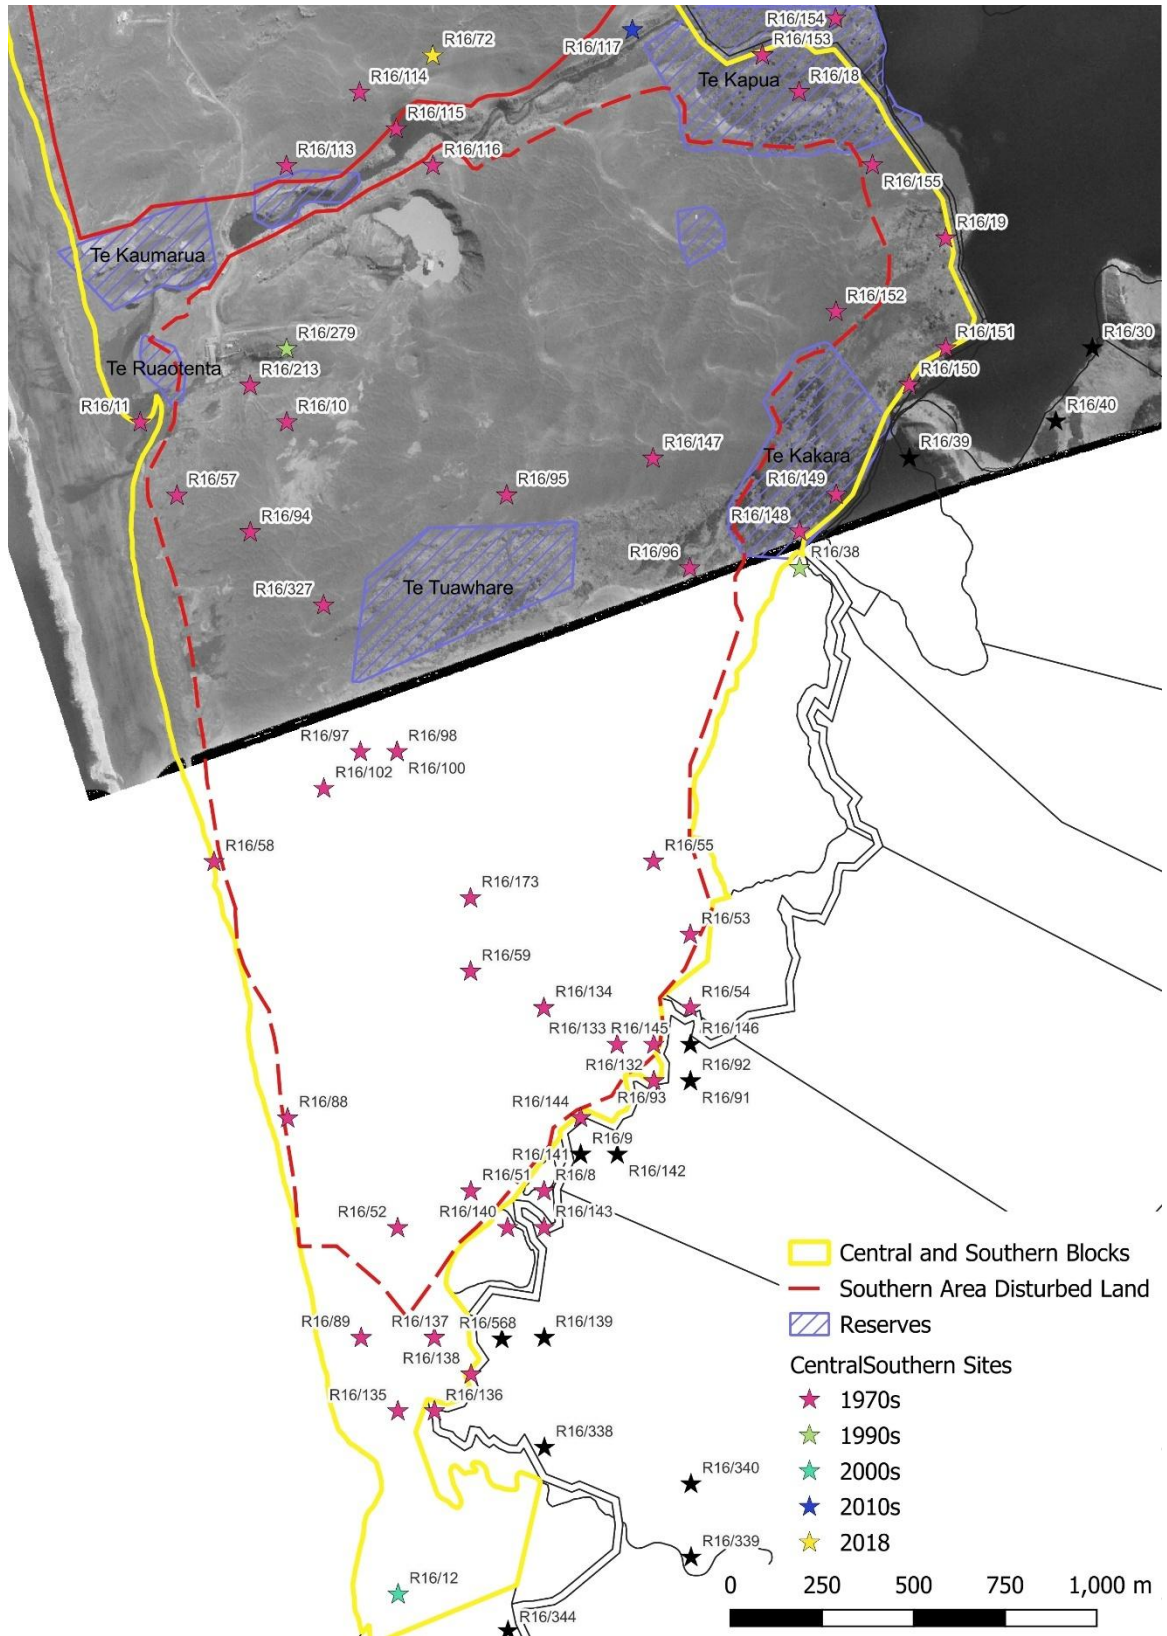 R16/154
R16/72
R16/117
R16/153
Te Kapua
R16/114
R16/18
R16/115
R16/113
R16/116
R16/155
R16/19
Te Kaumarua
R16/152
R16/279
R16/151
R16/30
Te Ruaotenta
R16/213
R16/150
R16/11
R16/10
R16/40
R16/147
Te Kakara
R16/39
R16/57
R16/95
R16/149
R16/94
R16/148
R16/96
R16/38
R16/327
Te Tuawhare
R16/97
R16/98
R16/102
R16/100
R16/58
R16/55
R16/173
R16/53
R16/59
R16/134
R16/54
R16/133
R16/145
R16/146
R16/132
R16/92
R16/93
R16/91
R16/88
R16/144
R16/9
R16/141
R16/142
R16/51
R16/8
R16/52
R16/140
R16/143
R16/89
R16/137
R16/568
R16/139
R16/138
R16/135
R16/136
R16/338
R16/340
R16/339
R16/12
R16/344
Central and Southern Blocks
Southern Area Disturbed Land
Reserves
CentralSouthern Sites
1970s
1990s
2000s
2010s
2018
0 250 500 750 1,000 m